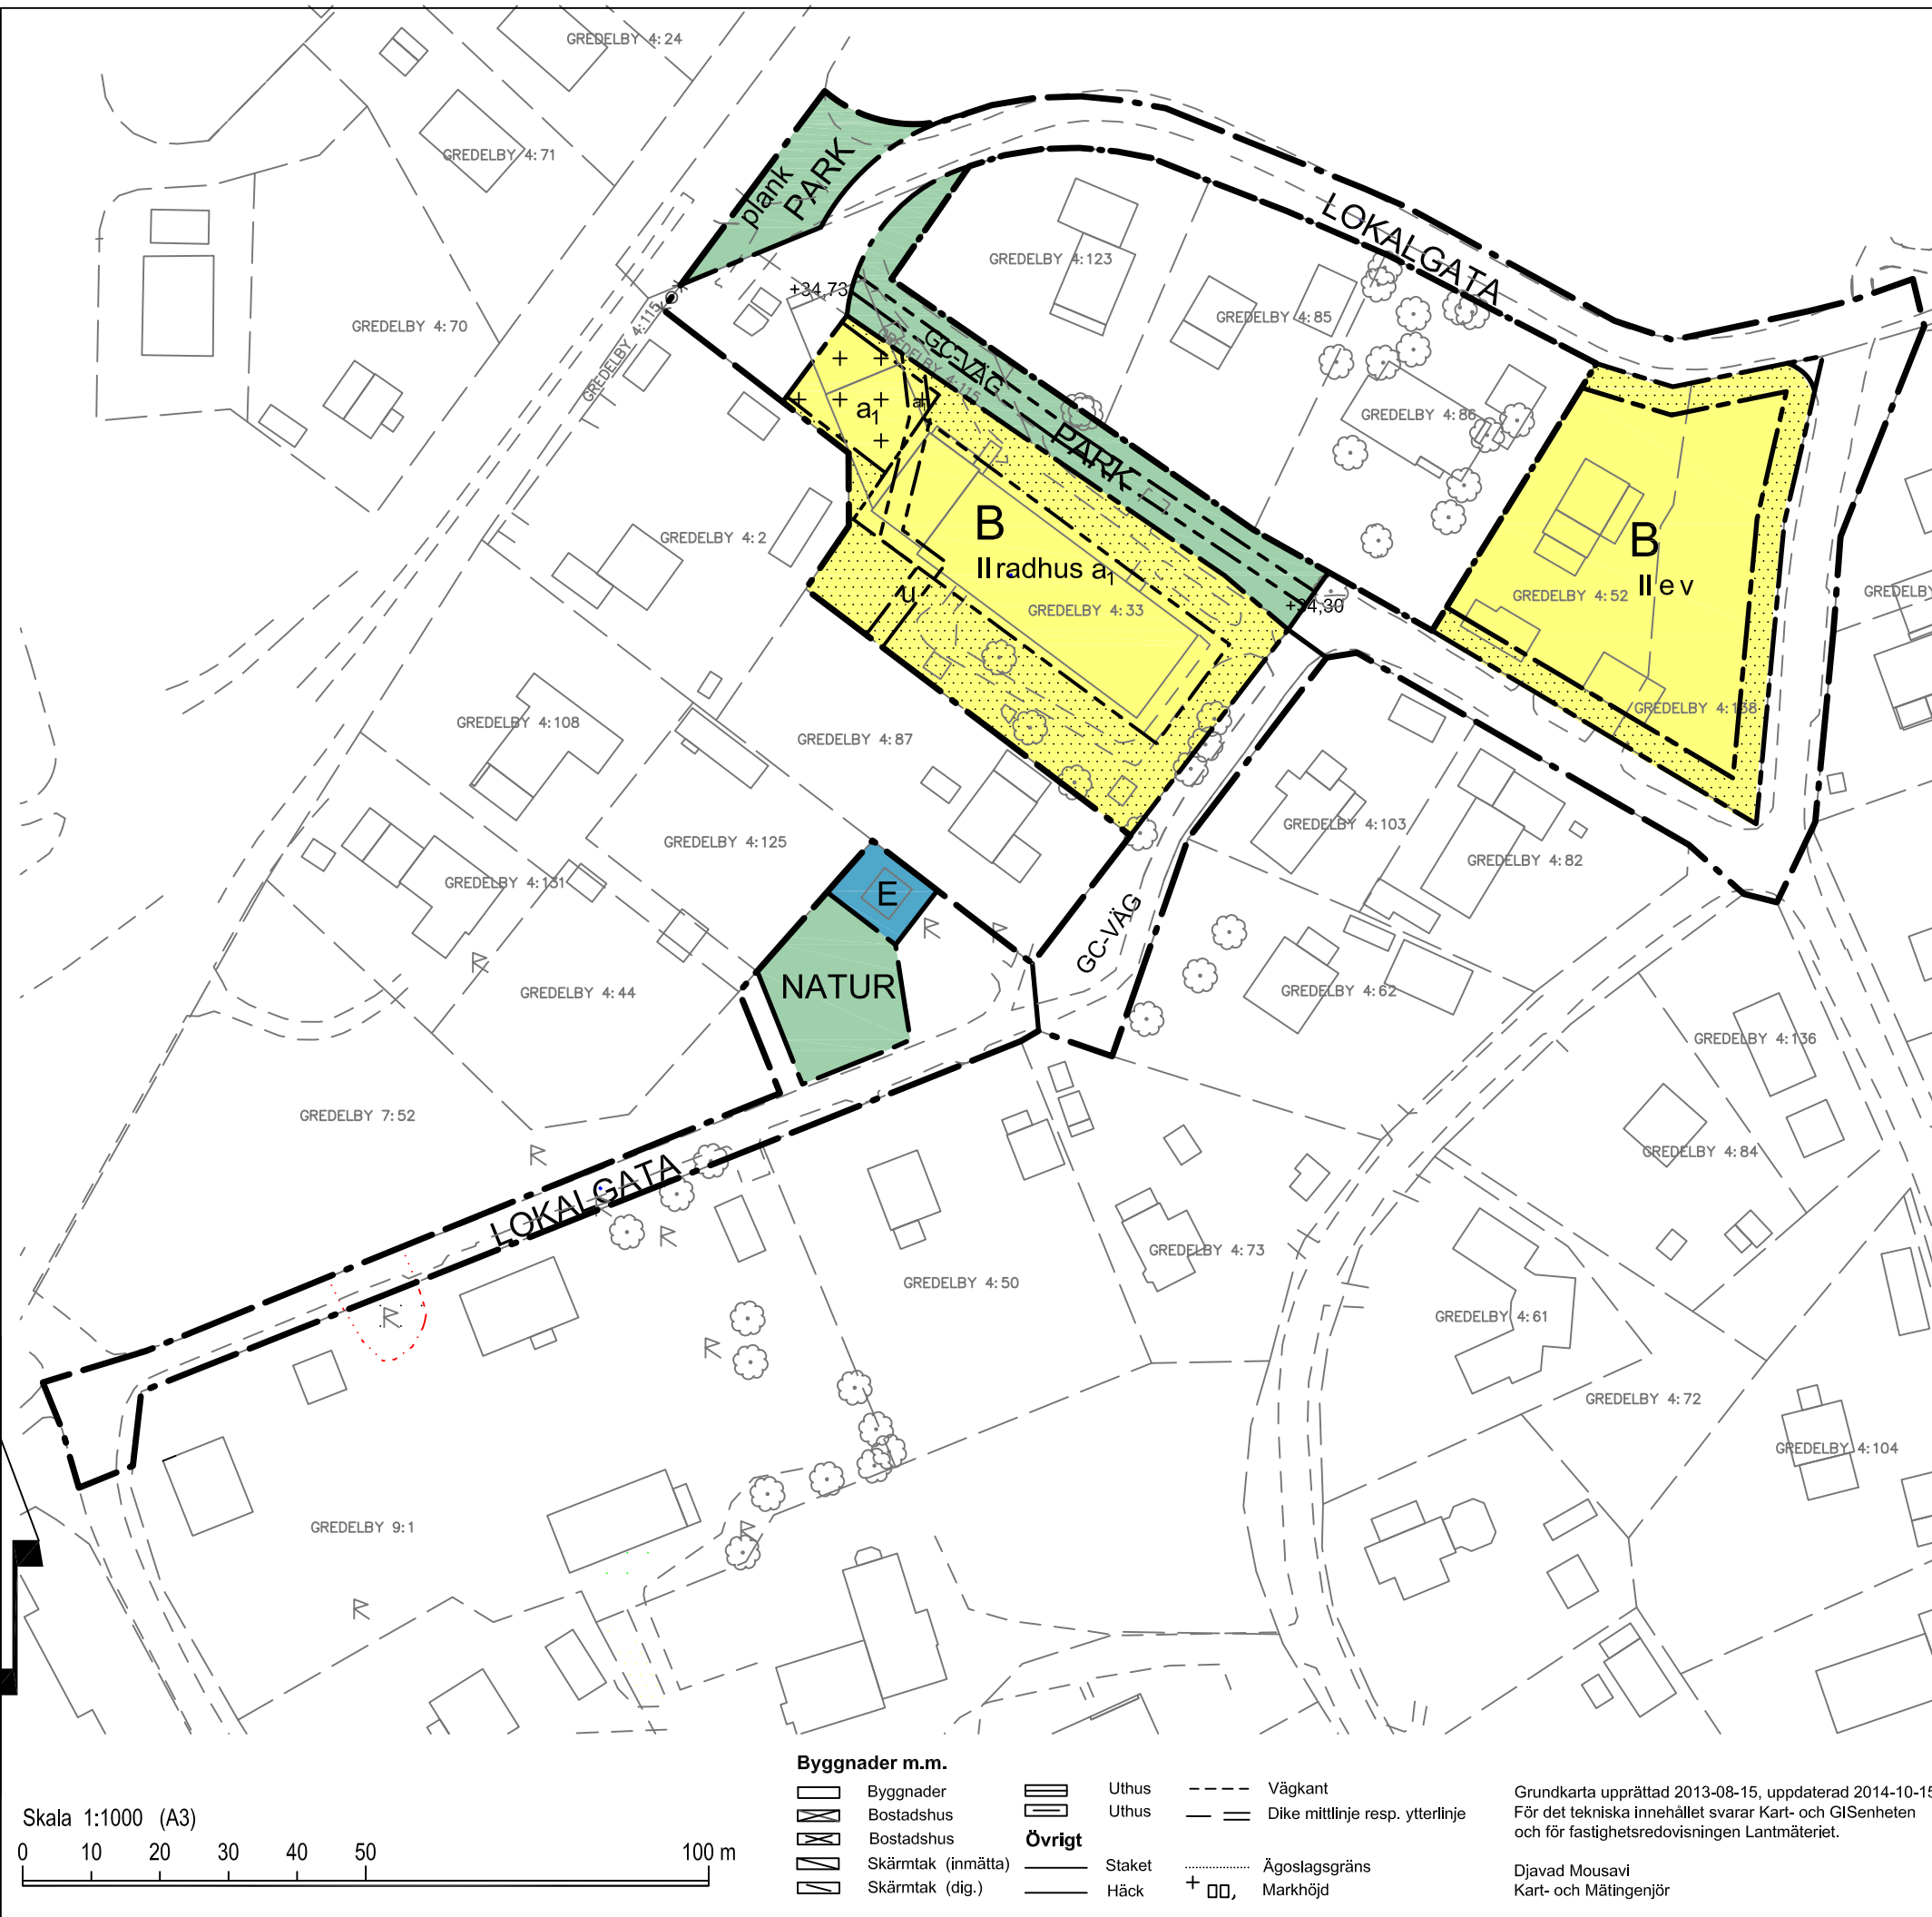 GREDELBY 4:24
GREDELBY 4:71
plank
PARK
LOKALGATA
GREDELBY 4:123
+34,73
GREDELBY 4:85
GREDELBY 4:70
GREDELBY 4:113
GC-VÄG
GREDELBY 4:115
a1
a1
GREDELBY 4:86
PARK
B
II radhus a1
GREDELBY 4:2
u
GREDELBY 4:33
+34,30
B
II e v
GREDELBY 4:52
GREDELBY
GREDELBY 4:138
GREDELBY 4:108
GREDELBY 4:87
GREDELBY 4:125
GREDELBY 4:103
GREDELBY 4:82
GREDELBY 4:131
E
GC-VÄG
NATUR
GREDELBY 4:44
GREDELBY 4:62
GREDELBY 4:136
GREDELBY 7:52
GREDELBY 4:84
LOKALGATA
GREDELBY 4:73
GREDELBY 4:50
GREDELBY 4:61
GREDELBY 4:72
GREDELBY 4:104
GREDELBY 9:1
Skala 1:1000 (A3)
0 10 20 30 40 50 100 m
Byggnader m.m.
Byggnader
Bostadshus
Bostadshus
Skärmtak (inmätta)
Skärmtak (dig.)
Uthus
Uthus
Övrigt
Staket
Häck
Vägkant
Dike mittlinje resp. ytterlinje
Ägoslagsgräns
Markhöjd
Grundkarta upprättad 2013-08-15, uppdaterad 2014-10-15
För det tekniska innehållet svarar Kart- och GISenheten
och för fastighetsredovisningen Lantmäteriet.
Djavad Mousavi
Kart- och Mätingenjör